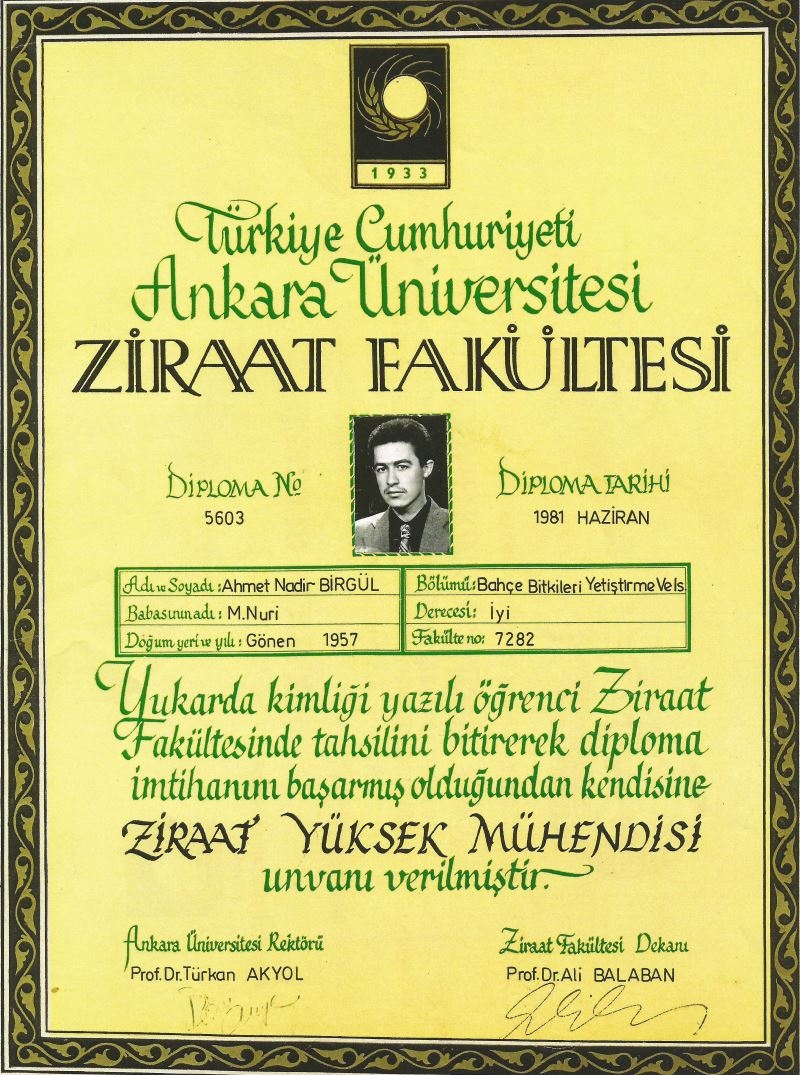 1933
Türkiye Cumhuriyeti
Ankara Üniversitesi
ZİRAAT FAKÜLTESİ
DİPLOMA No
5603
DİPLOMA TARİHİ
1981 HAZİRAN
Adı ve Soyadı : Ahmet Nadir BİRGÜL
Babasının adı : M.Nuri
Doğum yeri ve yılı : Gönen 1957
Bölümü: Bahçe Bitkileri Yetiştirme Ve Is
Derecesi: İyi
Fakülte no: 7282
Yukarda kimliği yazılı öğrenci Ziraat
Fakültesinde tahsilini bitirerek diploma
imtihanını başarmış olduğundan kendisine
ZİRAAT YÜKSEK MÜHENDİSİ
unvanı verilmiştir.
Ankara Üniversitesi Rektörü
Prof.Dr.Türkan AKYOL
Ziraat Fakültesi Dekanı
Prof.Dr.Ali BALABAN